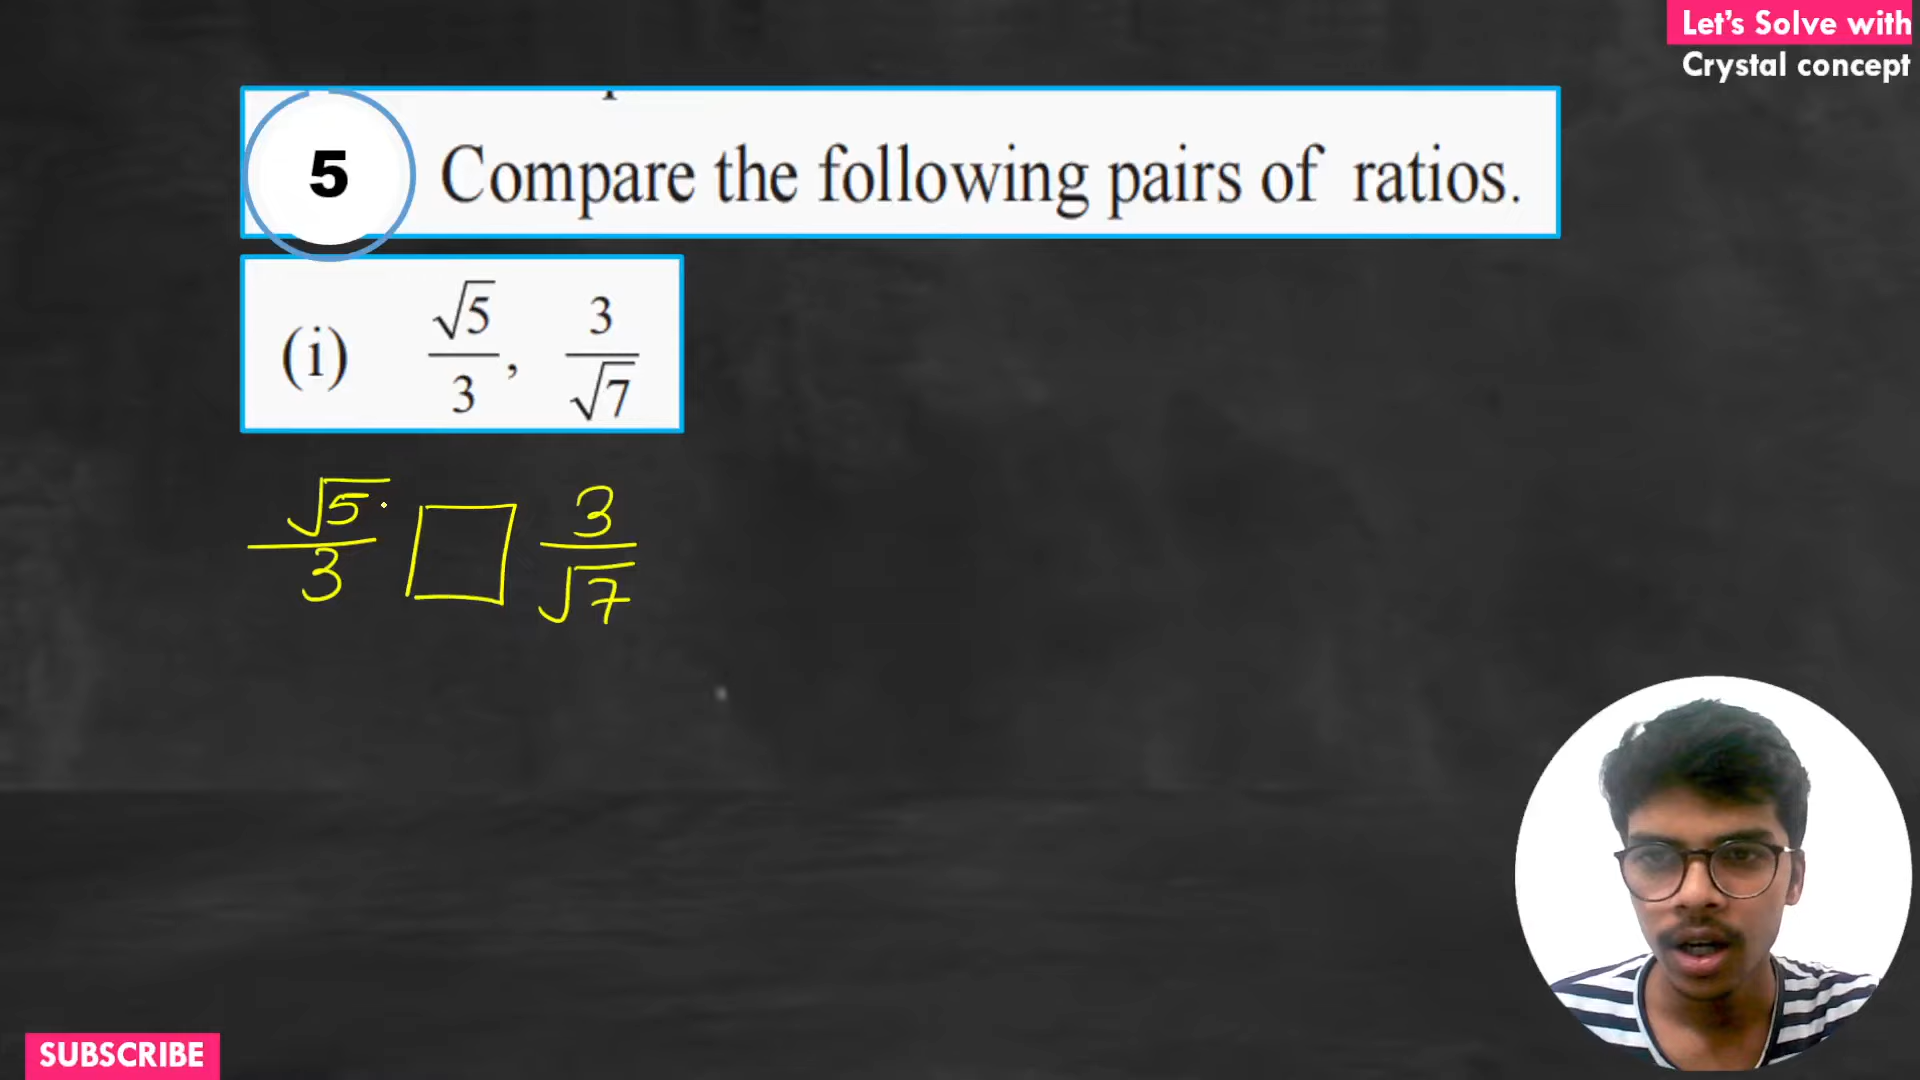 Let's Solve with
Crystal concept
5 Compare the following pairs of ratios.
(i) √5/3, 3/√7
√5/3 □ 3/√7
SUBSCRIBE